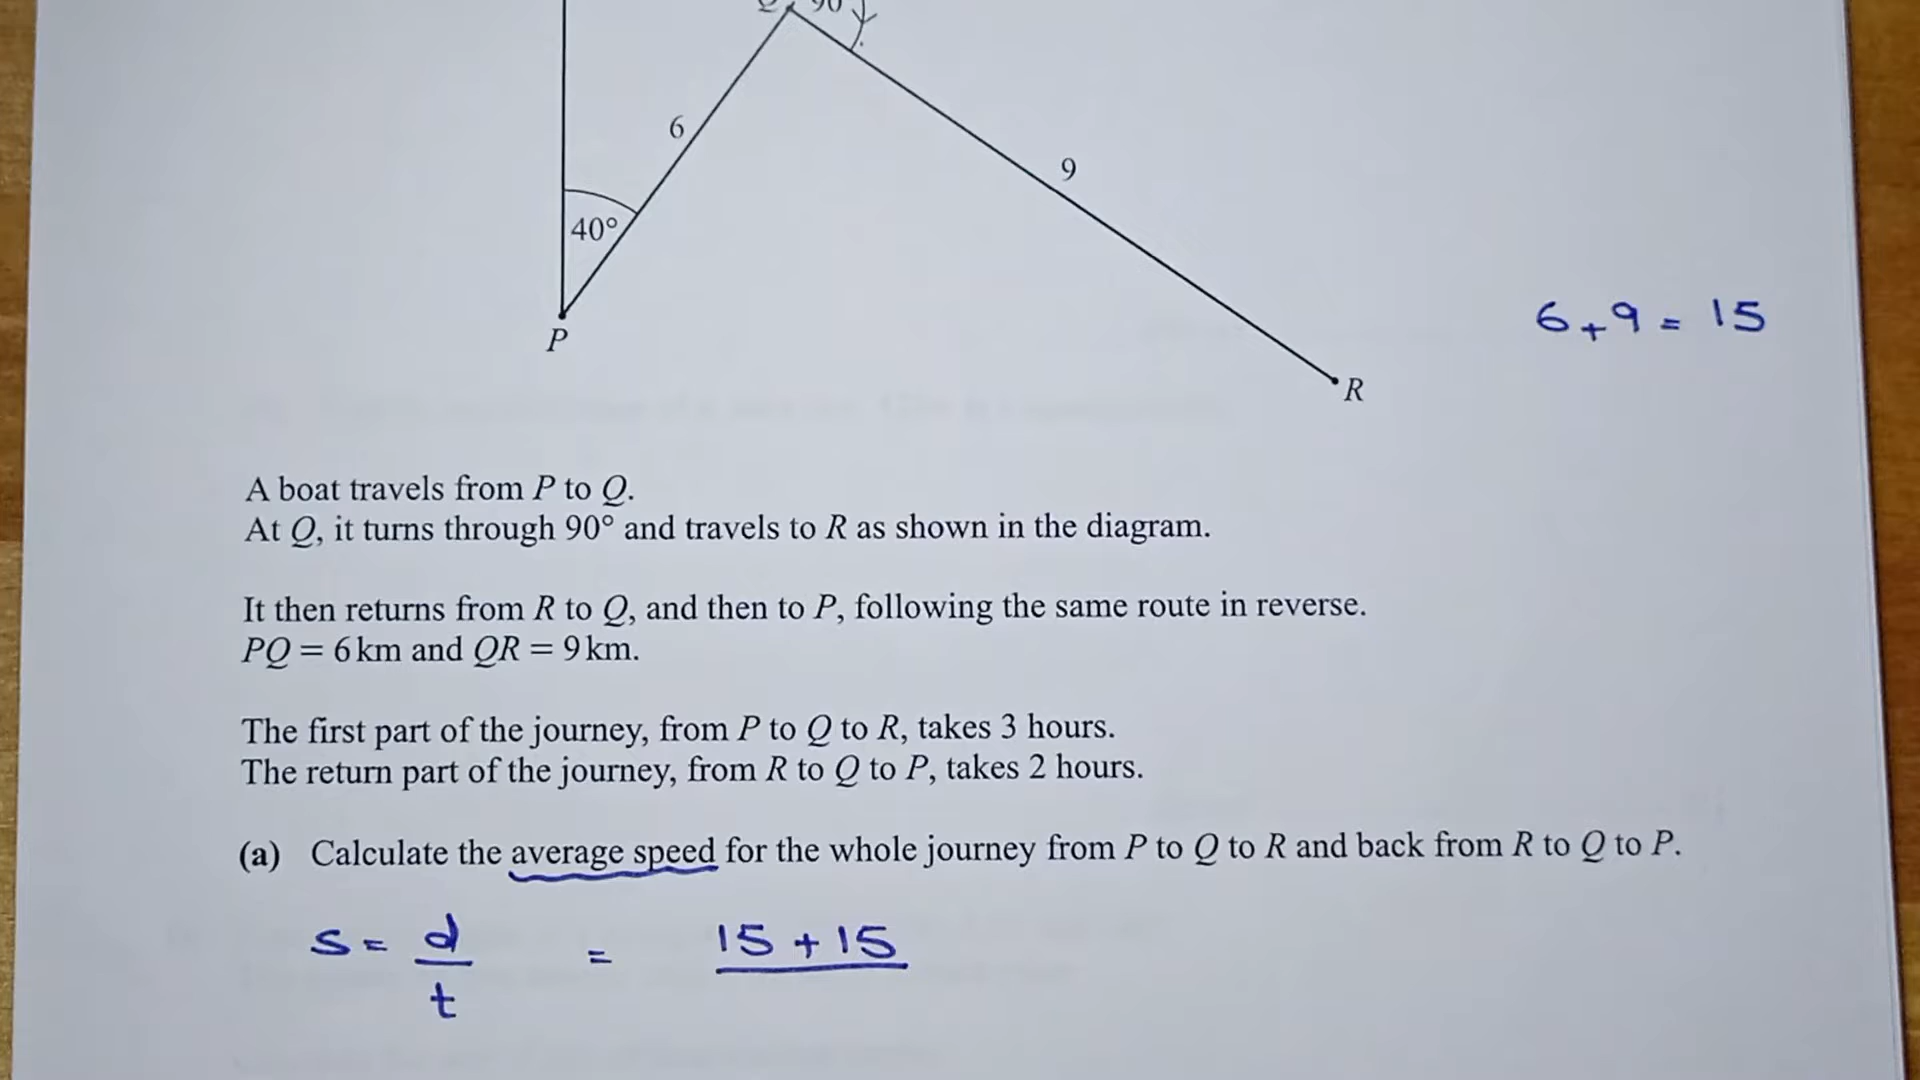 90
6
9
40°
P
6 + 9 = 15
R
A boat travels from P to Q.
At Q, it turns through 90° and travels to R as shown in the diagram.
It then returns from R to Q, and then to P, following the same route in reverse.
PQ = 6 km and QR = 9 km.
The first part of the journey, from P to Q to R, takes 3 hours.
The return part of the journey, from R to Q to P, takes 2 hours.
(a) Calculate the average speed for the whole journey from P to Q to R and back from R to Q to P.
s = d = 15 + 15
t